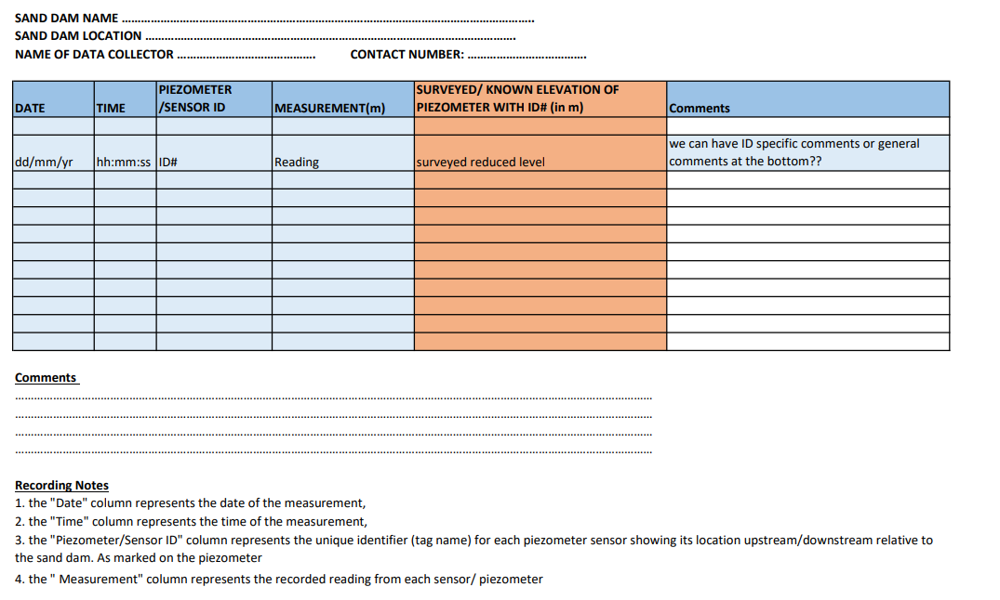 SAND DAM NAME ………………………………………………………………………………………………………………..
SAND DAM LOCATION …………………………………………………………………………………………………….
NAME OF DATA COLLECTOR ……………………………………. CONTACT NUMBER: ……………………………….
DATE TIME PIEZOMETER /SENSOR ID MEASUREMENT(m) SURVEYED/ KNOWN ELEVATION OF PIEZOMETER WITH ID# (in m) Comments
dd/mm/yr hh:mm:ss ID# Reading surveyed reduced level we can have ID specific comments or general comments at the bottom??
Comments
……………………………………………………………………………………………………………………………………………………………………………
……………………………………………………………………………………………………………………………………………………………………………
……………………………………………………………………………………………………………………………………………………………………………
……………………………………………………………………………………………………………………………………………………………………………
Recording Notes
1. the "Date" column represents the date of the measurement,
2. the "Time" column represents the time of the measurement,
3. the "Piezometer/Sensor ID" column represents the unique identifier (tag name) for each piezometer sensor showing its location upstream/downstream relative to
the sand dam. As marked on the piezometer
4. the " Measurement" column represents the recorded reading from each sensor/ piezometer